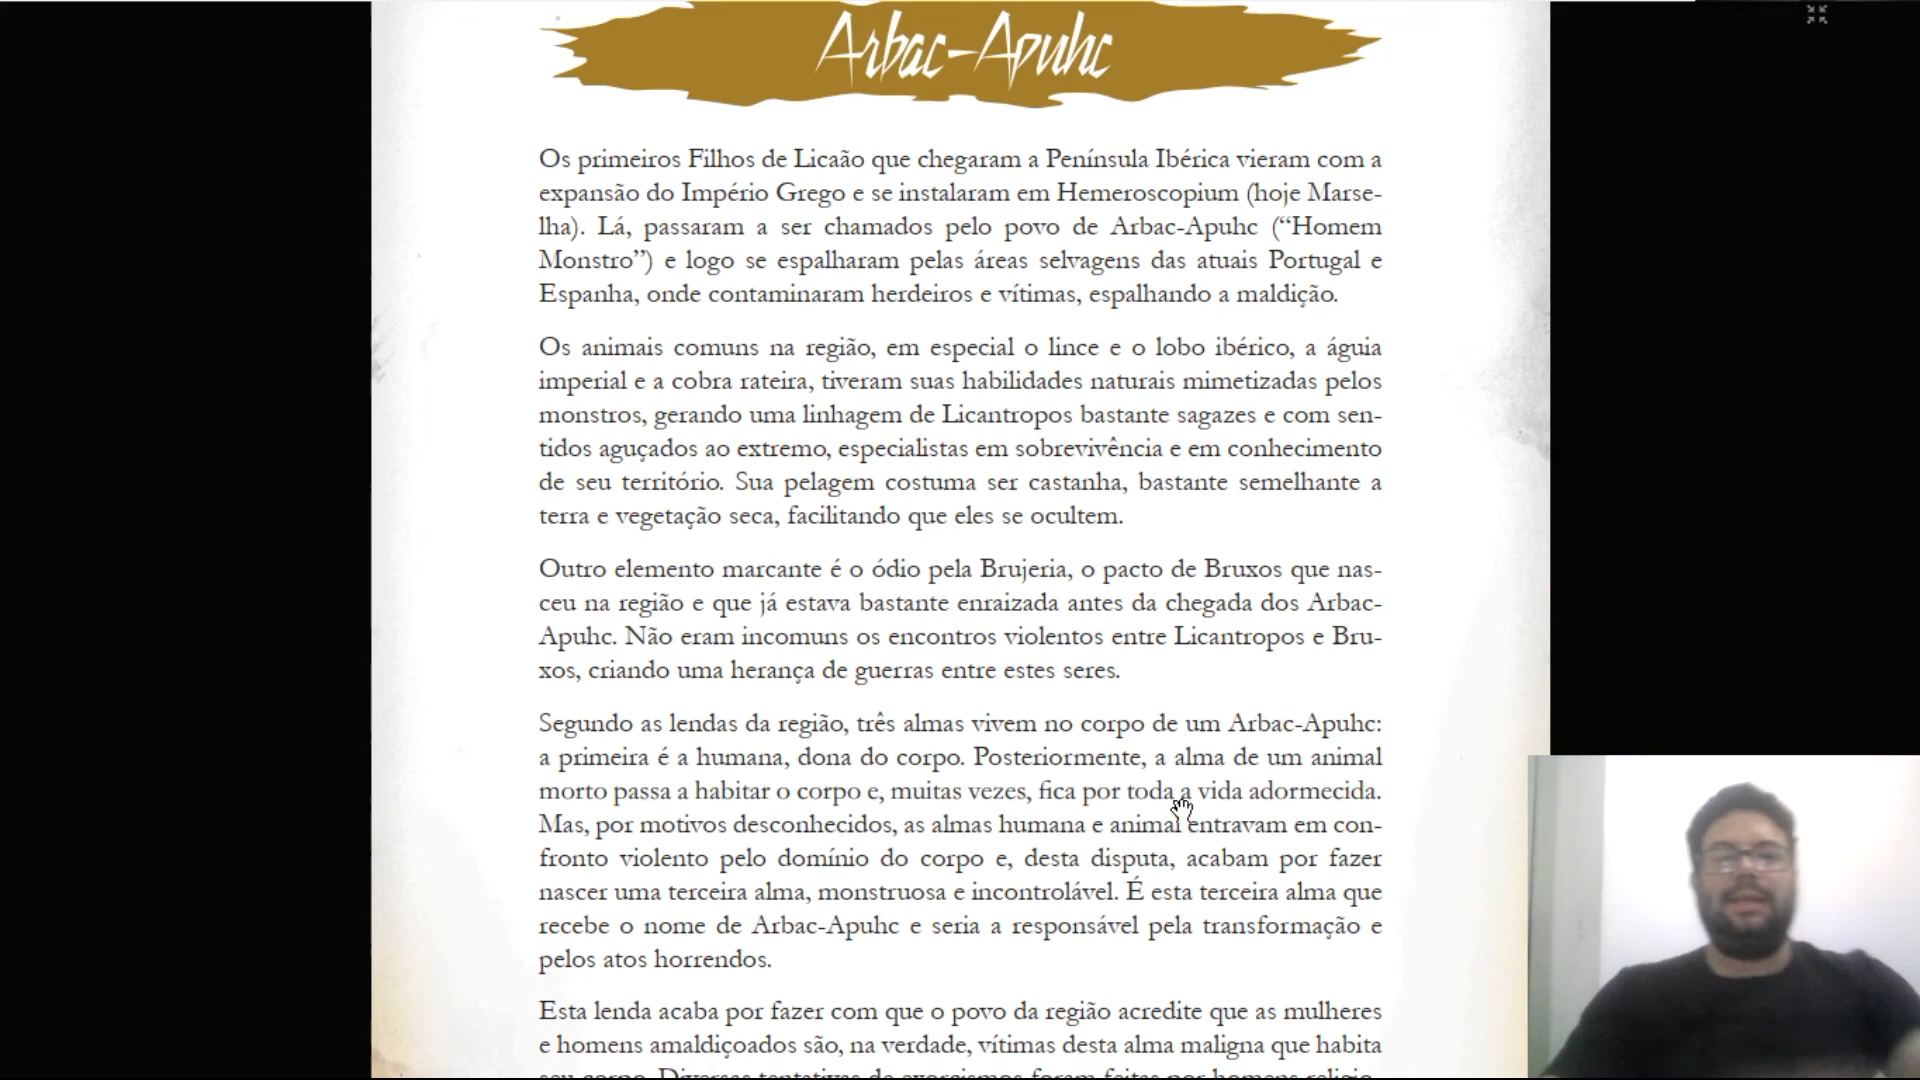 Arbac-Apuhc
Os primeiros Filhos de Licaão que chegaram a Península Ibérica vieram com a
expansão do Império Grego e se instalaram em Hemeroscopium (hoje Marse-
lha). Lá, passaram a ser chamados pelo povo de Arbac-Apuhc (“Homem
Monstro”) e logo se espalharam pelas áreas selvagens das atuais Portugal e
Espanha, onde contaminaram herdeiros e vítimas, espalhando a maldição.
Os animais comuns na região, em especial o lince e o lobo ibérico, a águia
imperial e a cobra rateira, tiveram suas habilidades naturais mimetizadas pelos
monstros, gerando uma linhagem de Licantropos bastante sagazes e com sen-
tidos aguçados ao extremo, especialistas em sobrevivência e em conhecimento
de seu território. Sua pelagem costuma ser castanha, bastante semelhante a
terra e vegetação seca, facilitando que eles se ocultem.
Outro elemento marcante é o ódio pela Brujeria, o pacto de Bruxos que nas-
ceu na região e que já estava bastante enraizada antes da chegada dos Arbac-
Apuhc. Não eram incomuns os encontros violentos entre Licantropos e Bru-
xos, criando uma herança de guerras entre estes seres.
Segundo as lendas da região, três almas vivem no corpo de um Arbac-Apuhc:
a primeira é a humana, dona do corpo. Posteriormente, a alma de um animal
morto passa a habitar o corpo e, muitas vezes, fica por toda a vida adormecida.
Mas, por motivos desconhecidos, as almas humana e animal entravam em con-
fronto violento pelo domínio do corpo e, desta disputa, acabam por fazer
nascer uma terceira alma, monstruosa e incontrolável. É esta terceira alma que
recebe o nome de Arbac-Apuhc e seria a responsável pela transformação e
pelos atos horrendos.
Esta lenda acaba por fazer com que o povo da região acredite que as mulheres
e homens amaldiçoados são, na verdade, vítimas desta alma maligna que habita
seu corpo. Diversas tentativas de exorcismos foram feitas por homens religio-